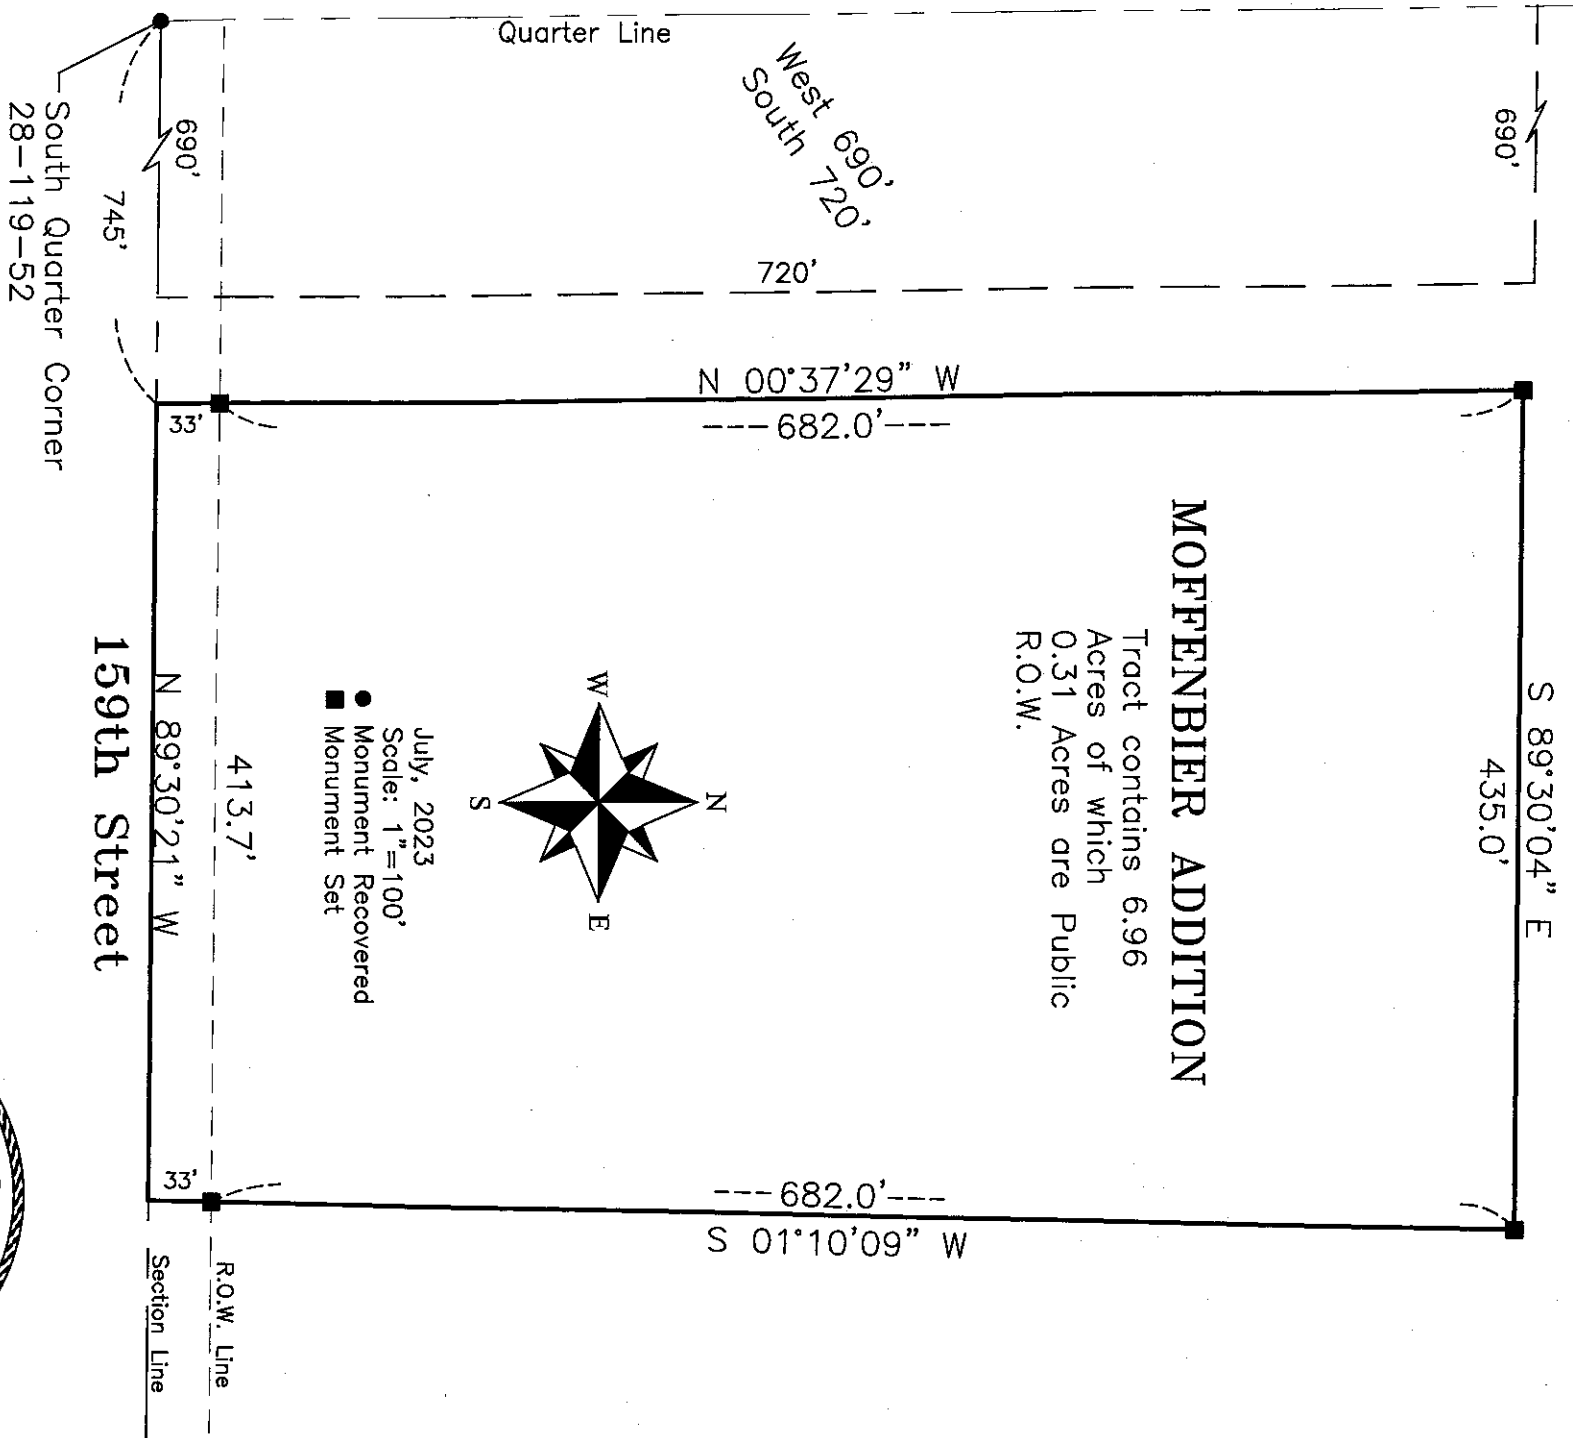 Quarter Line
West 690'
South 720'
690'
690'
745'
South Quarter Corner
28-119-52
720'
N 00°37'29" W
---682.0'---
33'
MOFFENBIER ADDITION
Tract contains 6.96
Acres of which
0.31 Acres are Public
R.O.W.
S 89°30'04" E
435.0'
N
W
E
S
July, 2023
Scale: 1"=100'
Monument Recovered
Monument Set
413.7'
N 89°30'21" W
159th Street
33'
---682.0'---
S 01°10'09" W
R.O.W. Line
Section Line